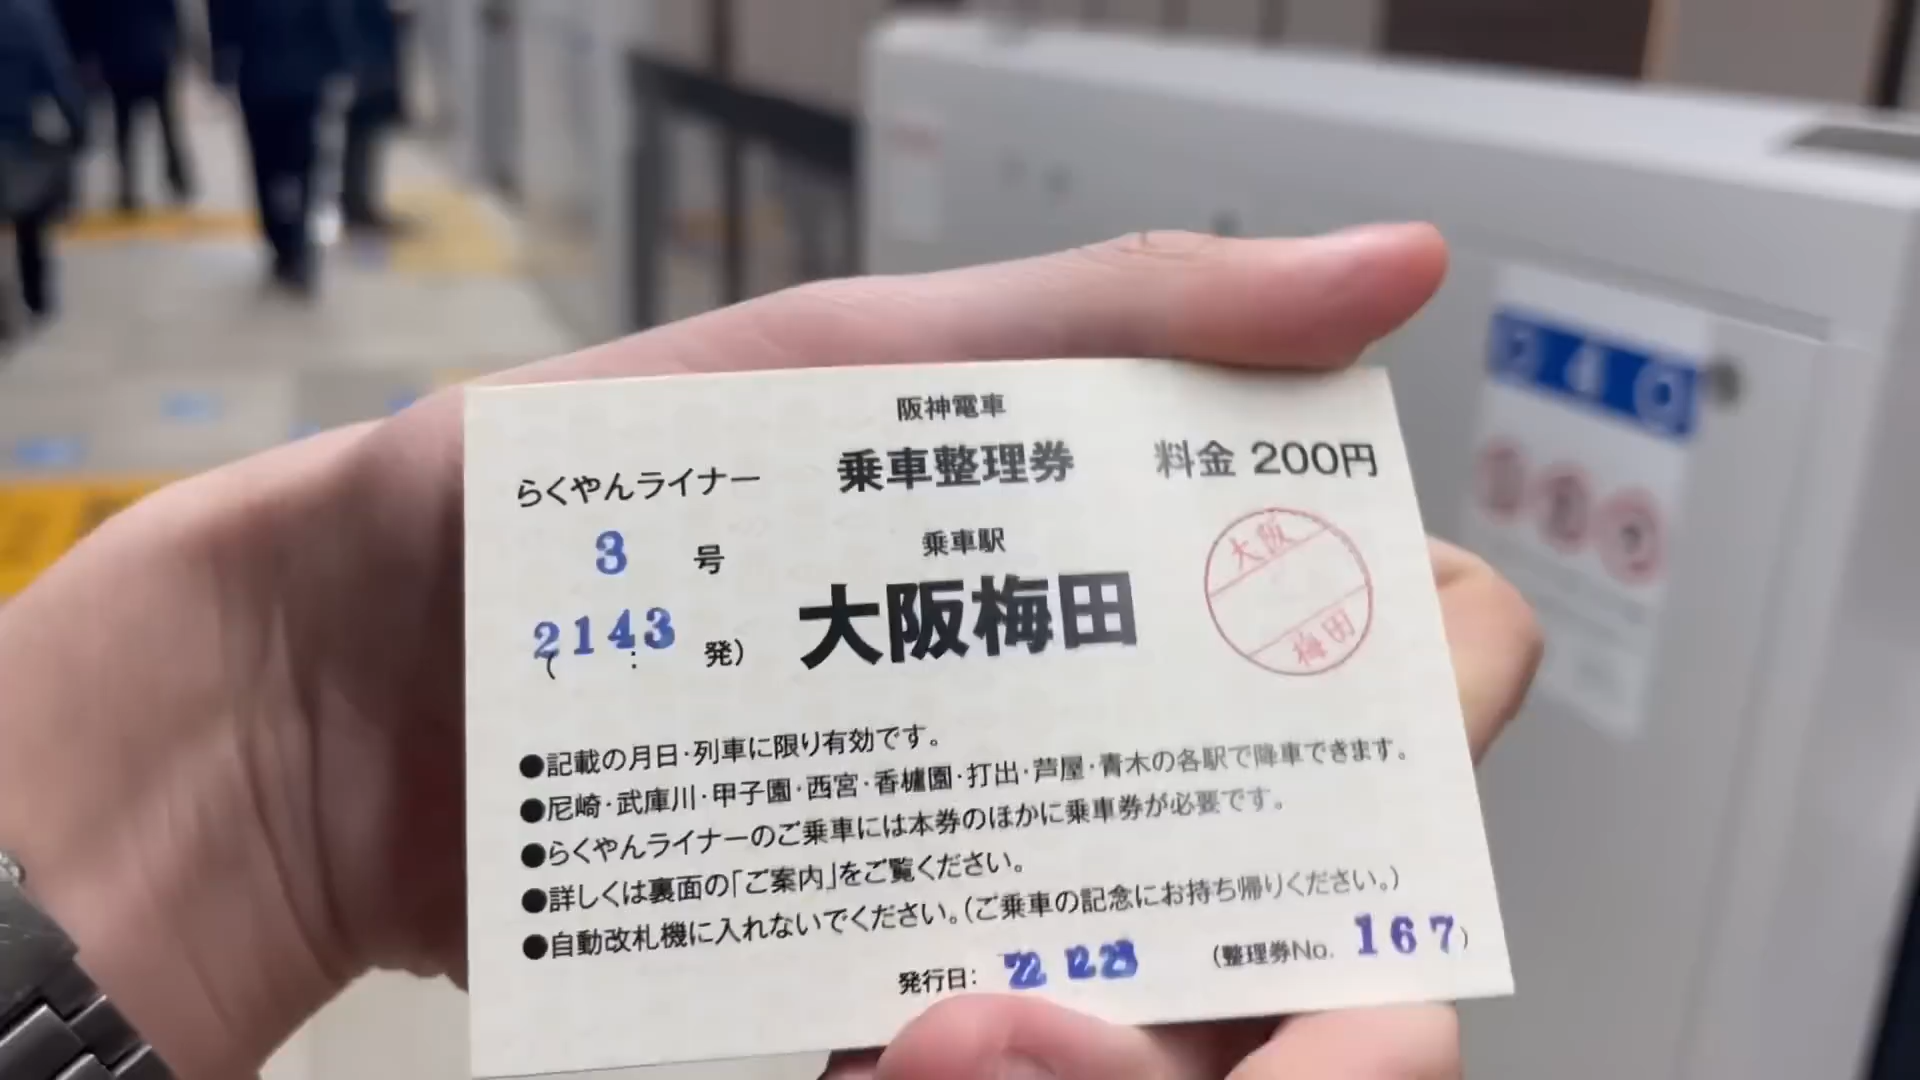 阪神電車
らくやんライナー 乗車整理券 料金 200円
3 号 乗車駅
(21:43 発) 大阪梅田
大阪
梅田
●記載の月日・列車に限り有効です。
●尼崎・武庫川・甲子園・西宮・香櫨園・打出・芦屋・青木の各駅で降車できます。
●らくやんライナーのご乗車には本券のほかに乗車券が必要です。
●詳しくは裏面の「ご案内」をご覧ください。
●自動改札機に入れないでください。(ご乗車の記念にお持ち帰りください。)
発行日: 22 12 23 (整理券No. 167)